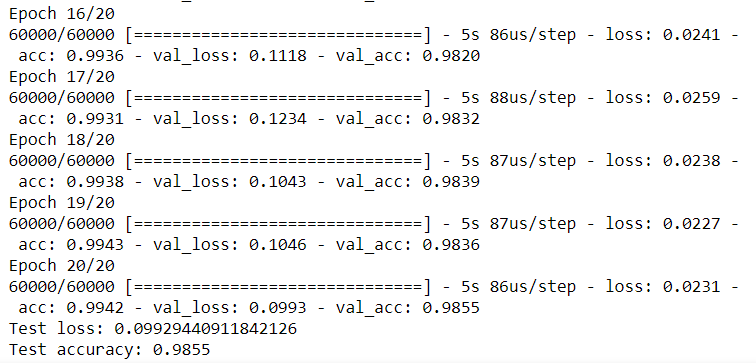 Epoch 16/20
60000/60000 [==============================] - 5s 86us/step - loss: 0.0241 -
 acc: 0.9936 - val_loss: 0.1118 - val_acc: 0.9820
Epoch 17/20
60000/60000 [==============================] - 5s 88us/step - loss: 0.0259 -
 acc: 0.9931 - val_loss: 0.1234 - val_acc: 0.9832
Epoch 18/20
60000/60000 [==============================] - 5s 87us/step - loss: 0.0238 -
 acc: 0.9938 - val_loss: 0.1043 - val_acc: 0.9839
Epoch 19/20
60000/60000 [==============================] - 5s 87us/step - loss: 0.0227 -
 acc: 0.9943 - val_loss: 0.1046 - val_acc: 0.9836
Epoch 20/20
60000/60000 [==============================] - 5s 86us/step - loss: 0.0231 -
 acc: 0.9942 - val_loss: 0.0993 - val_acc: 0.9855
Test loss: 0.09929440911842126
Test accuracy: 0.9855